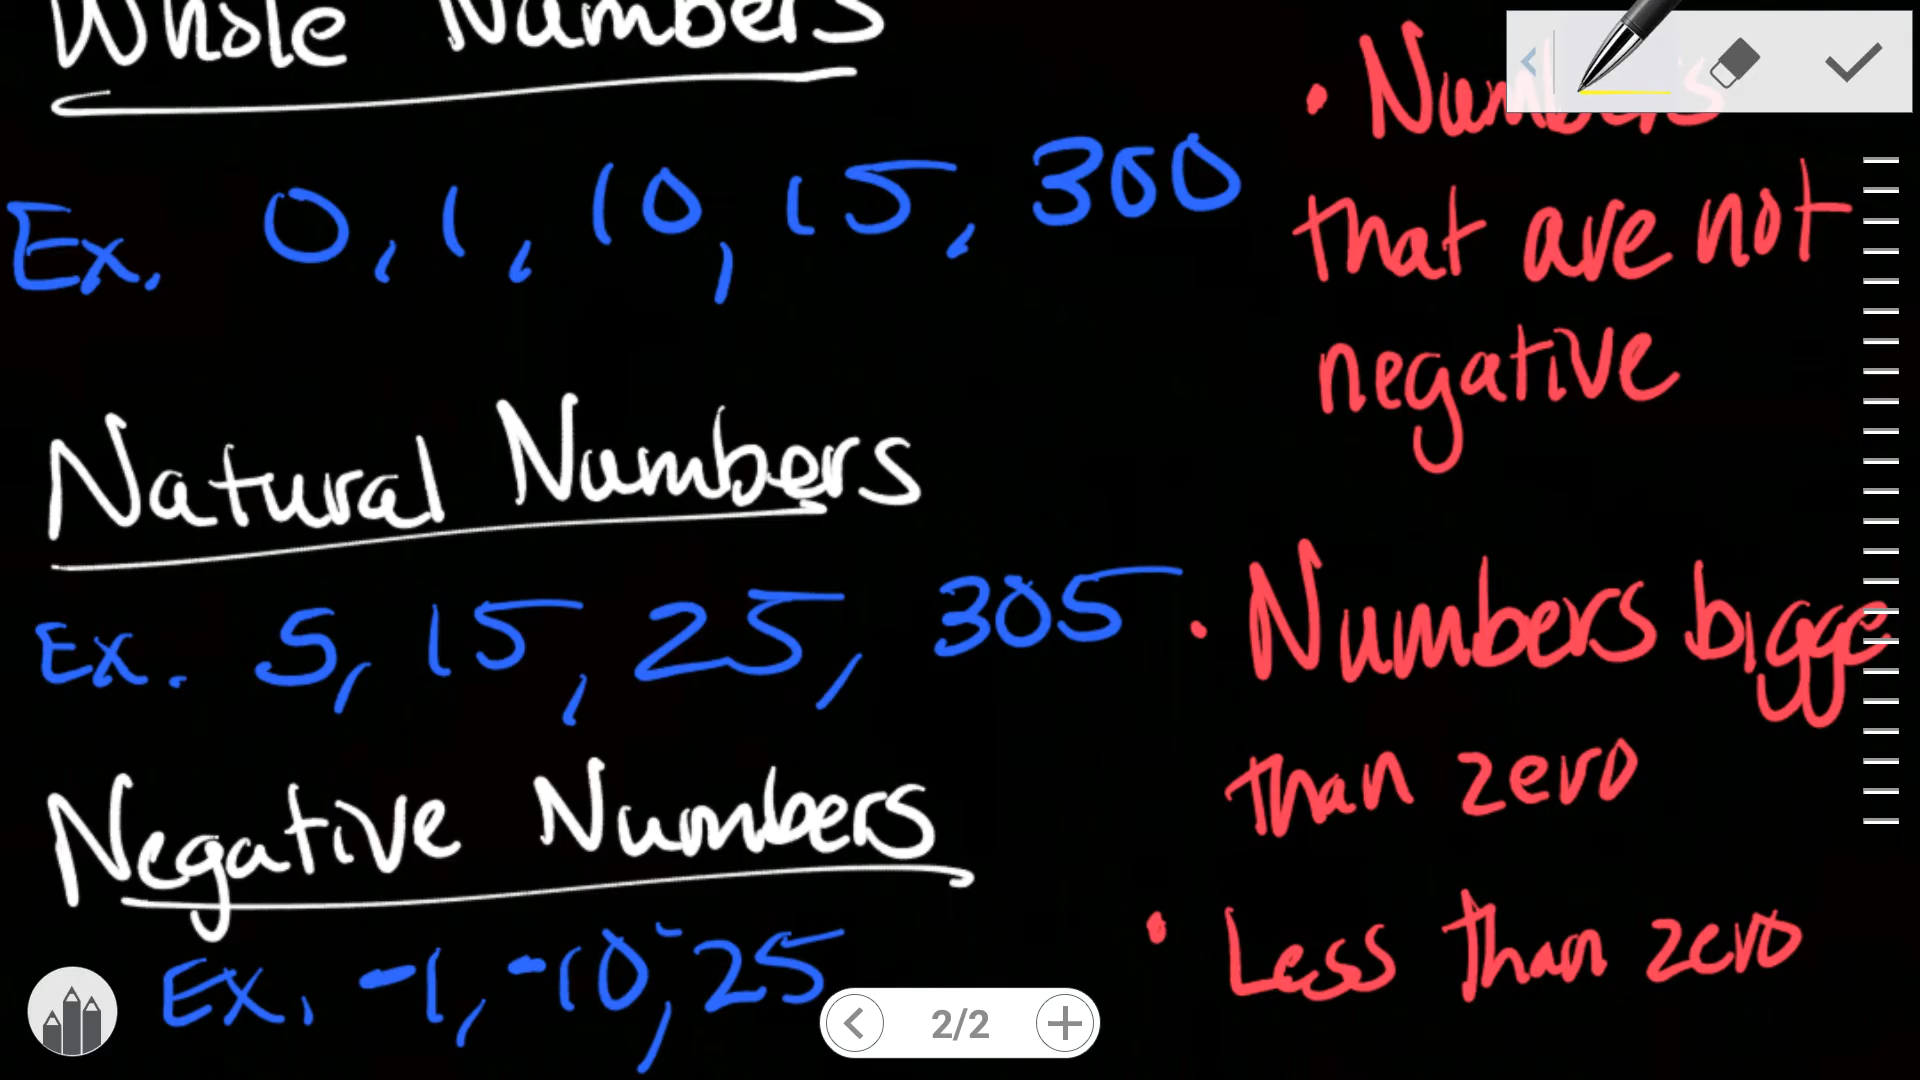 Whole Numbers
• Numbers
Ex. 0, 1, 10, 15, 300
that are not
negative
Natural Numbers
Ex. 5, 15, 25, 305
• Numbers bigge
than zero
Negative Numbers
• Less than zero
Ex. -1, -10, -25
2/2